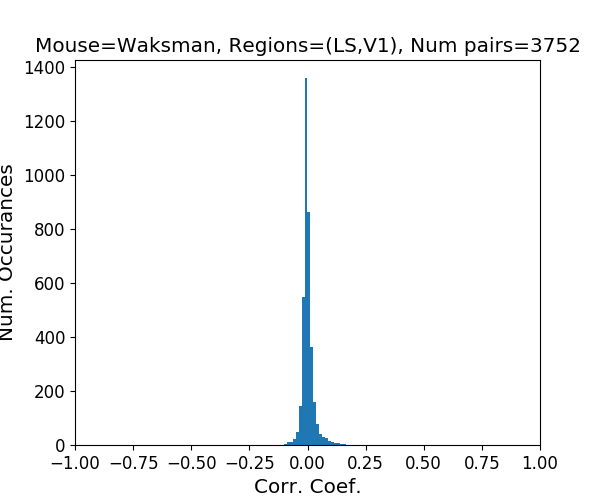 Mouse=Waksman, Regions=(LS,V1), Num pairs=3752
1400
1200
1000
800
600
400
200
0
Num. Occurances
−1.00 −0.75 −0.50 −0.25 0.00 0.25 0.50 0.75 1.00
Corr. Coef.